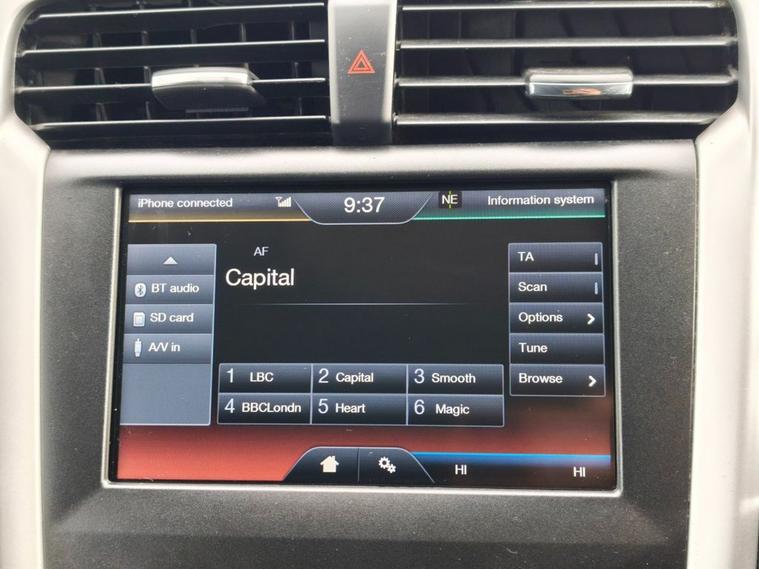 iPhone connected
9:37
NE
Information system
AF
Capital
BT audio
SD card
A/V in
TA
Scan
Options
Tune
Browse
1 LBC
2 Capital
3 Smooth
4 BBCLondn
5 Heart
6 Magic
HI
HI